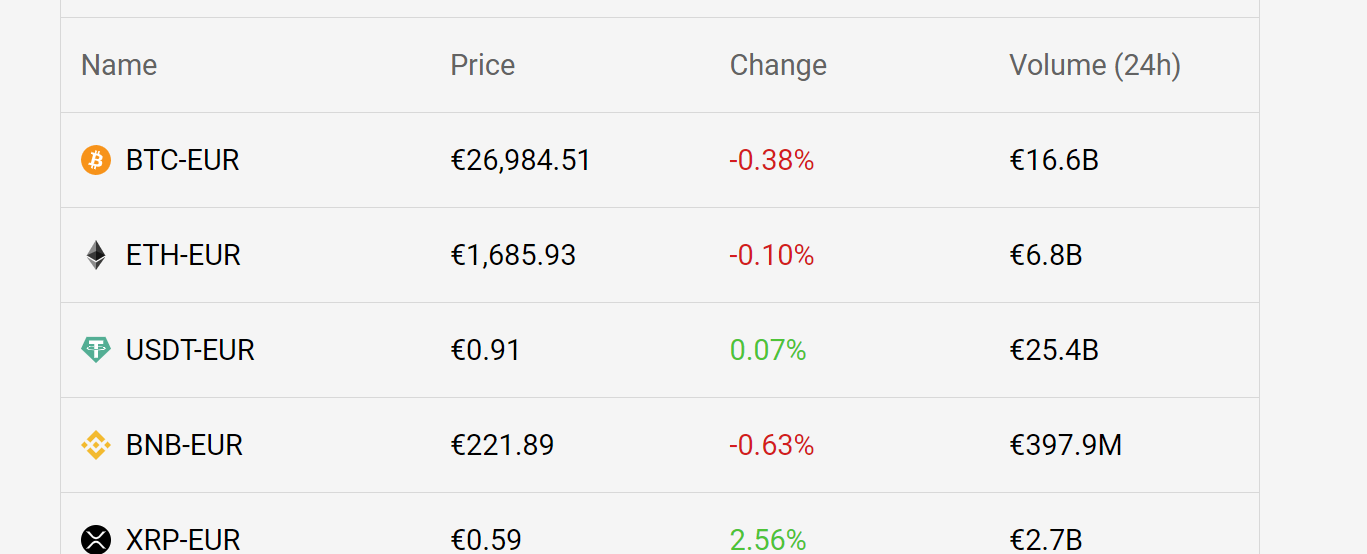 Name Price Change Volume (24h)
BTC-EUR €26,984.51 -0.38% €16.6B
ETH-EUR €1,685.93 -0.10% €6.8B
USDT-EUR €0.91 0.07% €25.4B
BNB-EUR €221.89 -0.63% €397.9M
XRP-EUR €0.59 2.56% €2.7B